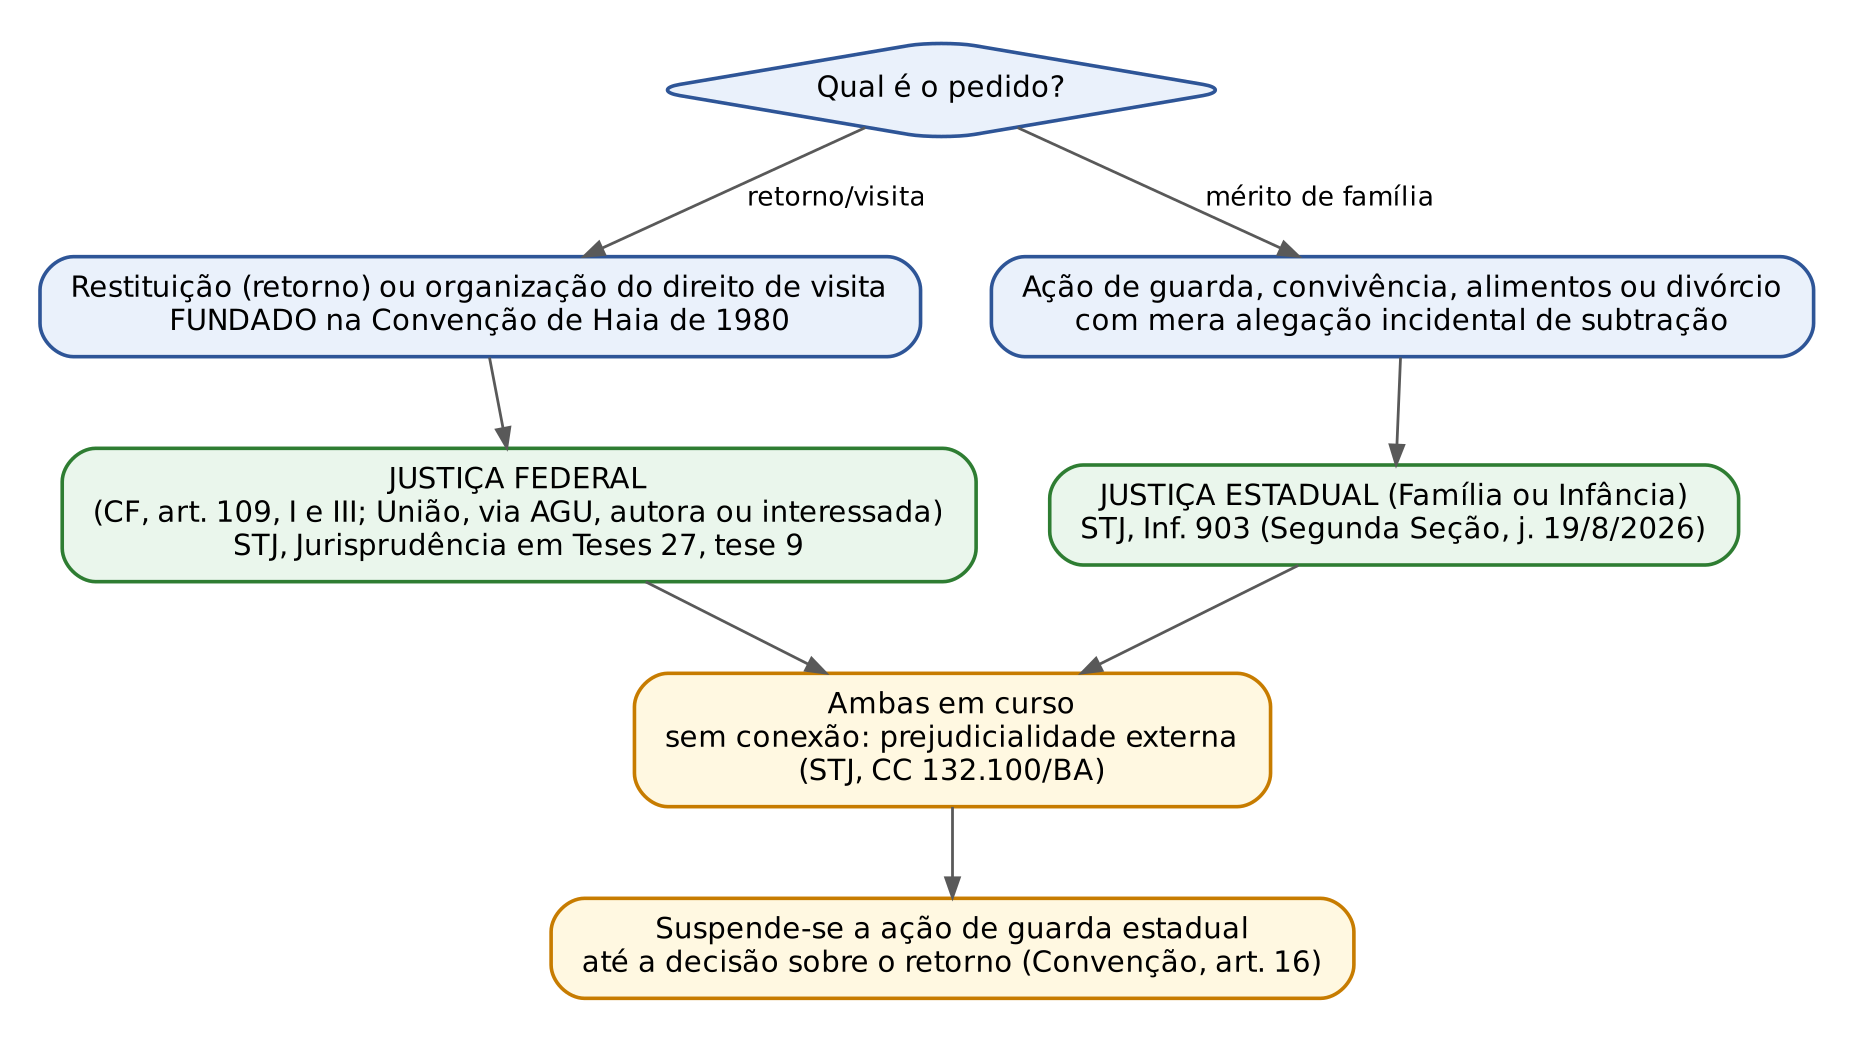 Qual é o pedido?
retorno/visita
mérito de família
Restituição (retorno) ou organização do direito de visita
FUNDADO na Convenção de Haia de 1980
Ação de guarda, convivência, alimentos ou divórcio
com mera alegação incidental de subtração
JUSTIÇA FEDERAL
(CF, art. 109, I e III; União, via AGU, autora ou interessada)
STJ, Jurisprudência em Teses 27, tese 9
JUSTIÇA ESTADUAL (Família ou Infância)
STJ, Inf. 903 (Segunda Seção, j. 19/8/2026)
Ambas em curso
sem conexão: prejudicialidade externa
(STJ, CC 132.100/BA)
Suspende-se a ação de guarda estadual
até a decisão sobre o retorno (Convenção, art. 16)